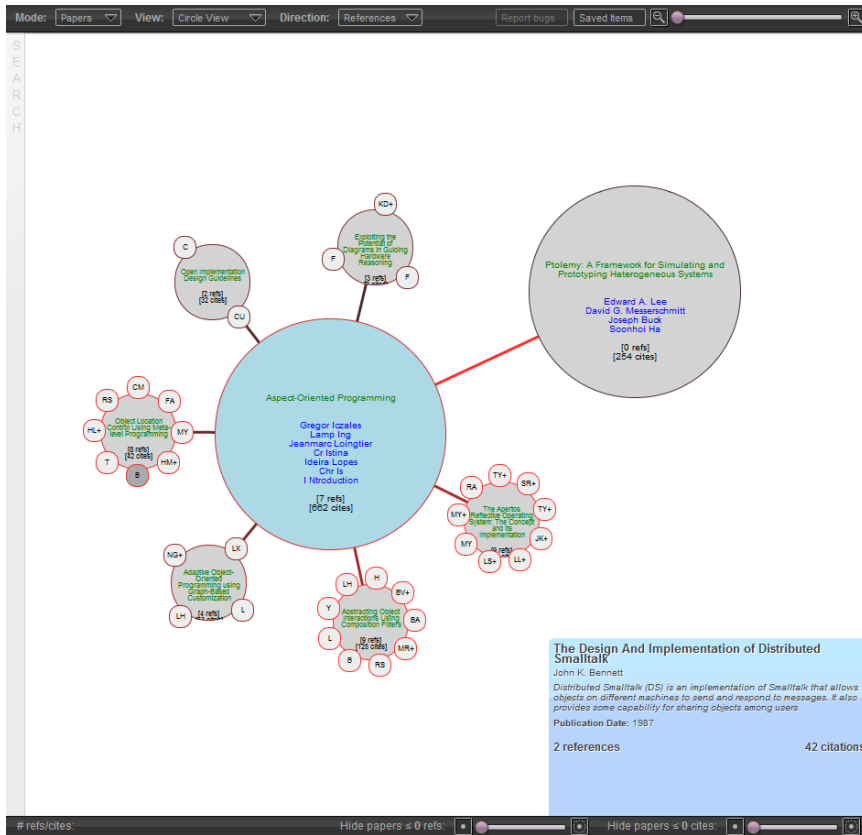 Mode: Papers View: Circle View Direction: References Report bugs Saved Items
S
E
A
R
C
H
KD+
F
F
Exploiting the
Potential of
Diagrams in Guiding
Hardware
Reasoning
[3 refs]
C
CU
Open Implementation
Design Guidelines
[2 refs]
[32 cites]
Ptolemy: A Framework for Simulating and
Prototyping Heterogeneous Systems
Edward A. Lee
David G. Messerschmitt
Joseph Buck
Soonhoi Ha
[0 refs]
[254 cites]
Aspect-Oriented Programming
Gregor Iczales
Lamp Ing
Jeanmarc Loingtier
Cr Istina
Ideira Lopes
Chr Is
I Ntroduction
[7 refs]
[662 cites]
CM
RS
FA
HL+
MY
T
HM+
B
Object Location
Control Using Meta-
level Programming
[8 refs]
[42 cites]
TY+
RA
SR+
MY+
TY+
MY
JK+
LS+
LL+
The Apertos
Reflective Operating
System: The Concept
and Its
Implementation
[9 refs]
NG+
LX
LH
L
Adaptive Object-
Oriented
Programming using
Graph-Based
Customization
[4 refs]
LH
H
BV+
Y
BA
L
MR+
B
RS
Abstracting Object
Interactions Using
Composition Filters
[9 refs]
[125 cites]
The Design And Implementation of Distributed
Smalltalk
John K. Bennett
Distributed Smalltalk (DS) is an implementation of Smalltalk that allows
objects on different machines to send and respond to messages. It also
provides some capability for sharing objects among users
Publication Date: 1987
2 references 42 citations
# refs/cites: Hide papers ≤ 0 refs: Hide papers ≤ 0 cites: